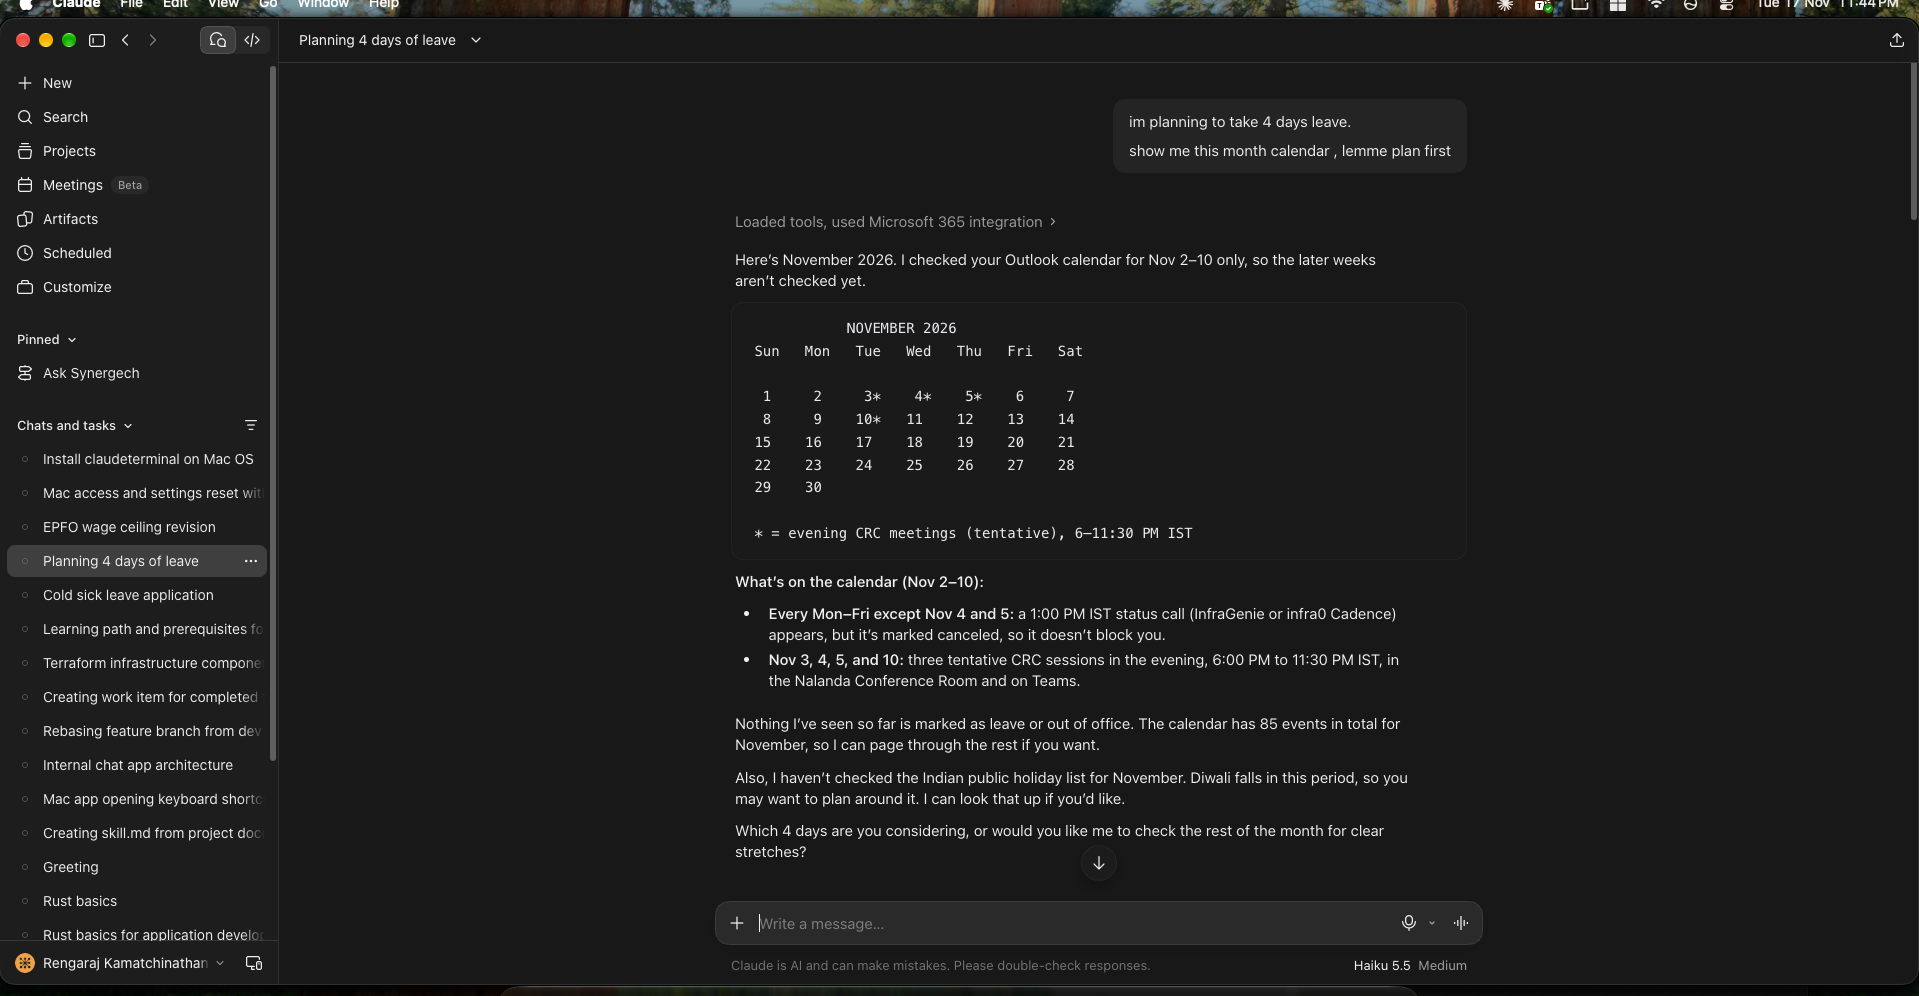 Claude File Edit View Go Window Help Tue 17 Nov 11:44 PM
Planning 4 days of leave
New
Search
Projects
Meetings Beta
Artifacts
Scheduled
Customize
Pinned
Ask Synergech
Chats and tasks
Install claudeterminal on Mac OS
Mac access and settings reset wit
EPFO wage ceiling revision
Planning 4 days of leave
Cold sick leave application
Learning path and prerequisites fo
Terraform infrastructure compone
Creating work item for completed
Rebasing feature branch from dev
Internal chat app architecture
Mac app opening keyboard shortc
Creating skill.md from project doc
Greeting
Rust basics
Rust basics for application develop
Rengaraj Kamatchinathan
im planning to take 4 days leave.
show me this month calendar , lemme plan first
Loaded tools, used Microsoft 365 integration
Here’s November 2026. I checked your Outlook calendar for Nov 2–10 only, so the later weeks
aren’t checked yet.
NOVEMBER 2026
Sun Mon Tue Wed Thu Fri Sat
1 2 3* 4* 5* 6 7
8 9 10* 11 12 13 14
15 16 17 18 19 20 21
22 23 24 25 26 27 28
29 30
* = evening CRC meetings (tentative), 6–11:30 PM IST
What’s on the calendar (Nov 2–10):
• Every Mon–Fri except Nov 4 and 5: a 1:00 PM IST status call (InfraGenie or infra0 Cadence)
appears, but it’s marked canceled, so it doesn’t block you.
• Nov 3, 4, 5, and 10: three tentative CRC sessions in the evening, 6:00 PM to 11:30 PM IST, in
the Nalanda Conference Room and on Teams.
Nothing I’ve seen so far is marked as leave or out of office. The calendar has 85 events in total for
November, so I can page through the rest if you want.
Also, I haven’t checked the Indian public holiday list for November. Diwali falls in this period, so you
may want to plan around it. I can look that up if you’d like.
Which 4 days are you considering, or would you like me to check the rest of the month for clear
stretches?
Write a message...
Claude is AI and can make mistakes. Please double-check responses.
Haiku 5.5 Medium